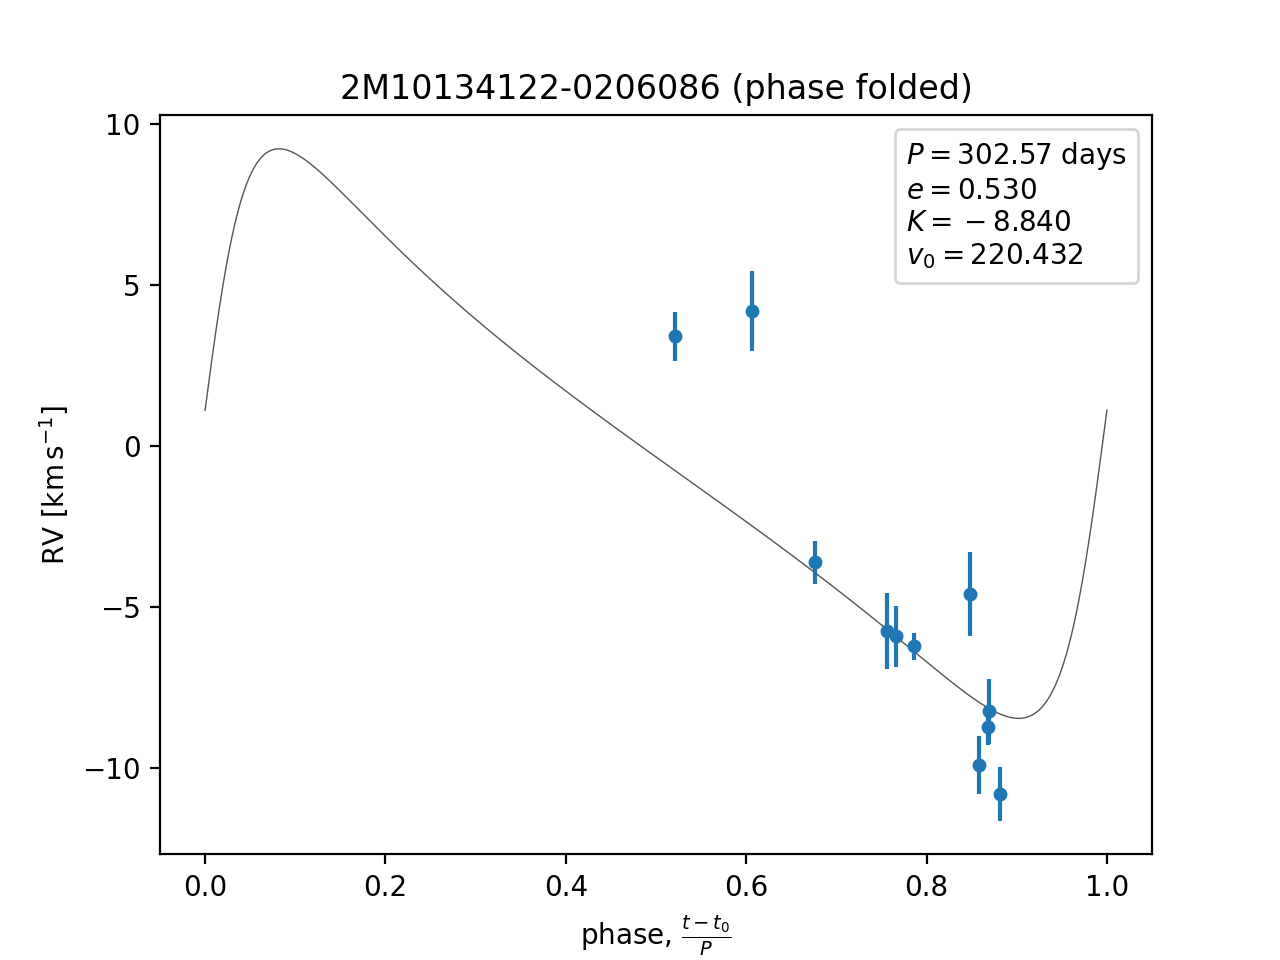 2M10134122-0206086 (phase folded)
10
5
0
−5
−10
RV [km s⁻¹]
P = 302.57 days
e = 0.530
K = −8.840
v₀ = 220.432
0.0 0.2 0.4 0.6 0.8 1.0
phase, (t − t₀)/P